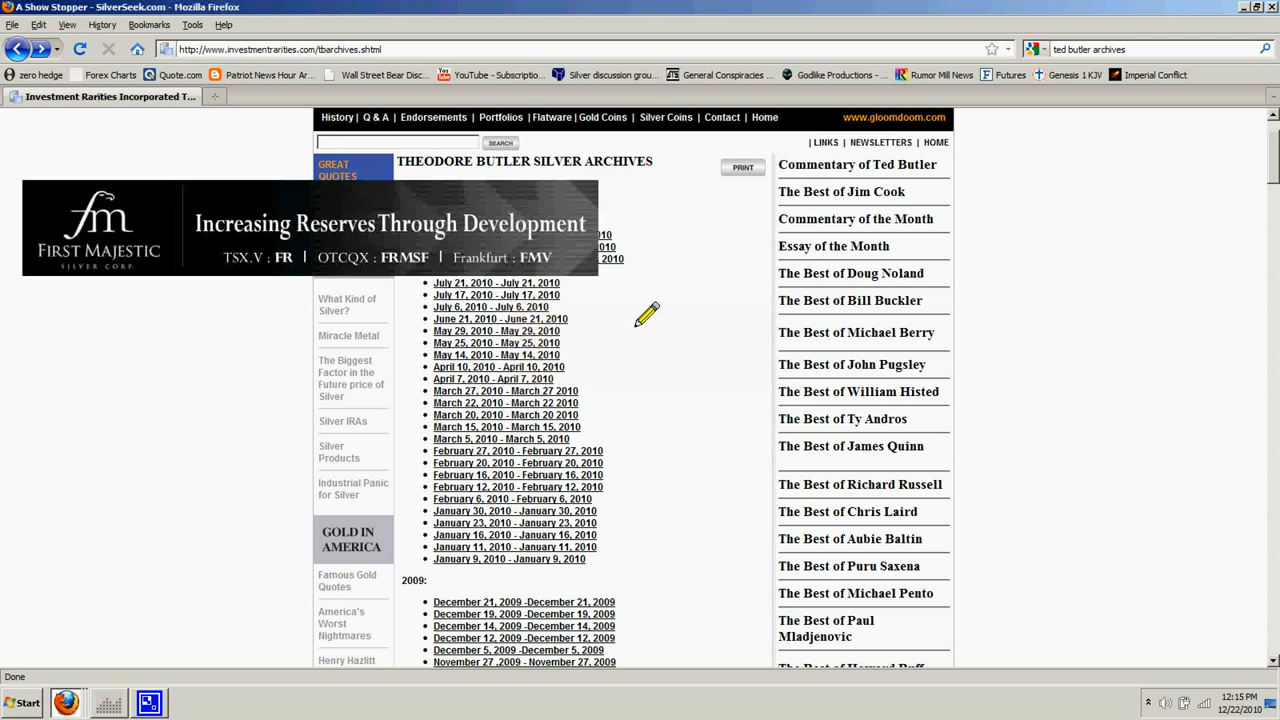 A Show Stopper - SilverSeek.com - Mozilla Firefox
File Edit View History Bookmarks Tools Help
http://www.investmentrarities.com/tbarchives.shtml
ted butler archives
zero hedge Forex Charts Quote.com Patriot News Hour Ar... Wall Street Bear Disc... YouTube - Subscriptio... Silver discussion grou... General Conspiracies ... Godlike Productions - ... Rumor Mill News Futures Genesis 1 KJV Imperial Conflict
Investment Rarities Incorporated T...
History | Q & A | Endorsements | Portfolios | Flatware | Gold Coins | Silver Coins | Contact | Home
www.gloomdoom.com
SEARCH
| LINKS | NEWSLETTERS | HOME
GREAT
QUOTES
THEODORE BUTLER SILVER ARCHIVES
PRINT
fm
FIRST MAJESTIC
SILVER CORP.
Increasing Reserves Through Development
TSX.V : FR | OTCQX : FRMSF | Frankfurt : FMV
2010
What Kind of
Silver?
Miracle Metal
The Biggest
Factor in the
Future price of
Silver
Silver IRAs
Silver
Products
Industrial Panic
for Silver
GOLD IN
AMERICA
Famous Gold
Quotes
America's
Worst
Nightmares
Henry Hazlitt
July 21, 2010 - July 21, 2010
July 17, 2010 - July 17, 2010
July 6, 2010 - July 6, 2010
June 21, 2010 - June 21, 2010
May 29, 2010 - May 29, 2010
May 25, 2010 - May 25, 2010
May 14, 2010 - May 14, 2010
April 10, 2010 - April 10, 2010
April 7, 2010 - April 7, 2010
March 27, 2010 - March 27 2010
March 22, 2010 - March 22 2010
March 20, 2010 - March 20 2010
March 15, 2010 - March 15, 2010
March 5, 2010 - March 5, 2010
February 27, 2010 - February 27, 2010
February 20, 2010 - February 20, 2010
February 16, 2010 - February 16, 2010
February 12, 2010 - February 12, 2010
February 6, 2010 - February 6, 2010
January 30, 2010 - January 30, 2010
January 23, 2010 - January 23, 2010
January 16, 2010 - January 16, 2010
January 11, 2010 - January 11, 2010
January 9, 2010 - January 9, 2010
2009:
December 21, 2009 -December 21, 2009
December 19, 2009 -December 19, 2009
December 14, 2009 -December 14, 2009
December 12, 2009 -December 12, 2009
December 5, 2009 -December 5, 2009
November 27 ,2009 - November 27, 2009
Commentary of Ted Butler
The Best of Jim Cook
Commentary of the Month
Essay of the Month
The Best of Doug Noland
The Best of Bill Buckler
The Best of Michael Berry
The Best of John Pugsley
The Best of William Histed
The Best of Ty Andros
The Best of James Quinn
The Best of Richard Russell
The Best of Chris Laird
The Best of Aubie Baltin
The Best of Puru Saxena
The Best of Michael Pento
The Best of Paul
Mladjenovic
The Best of Howard Ruff
Done
Start
12:15 PM
12/22/2010